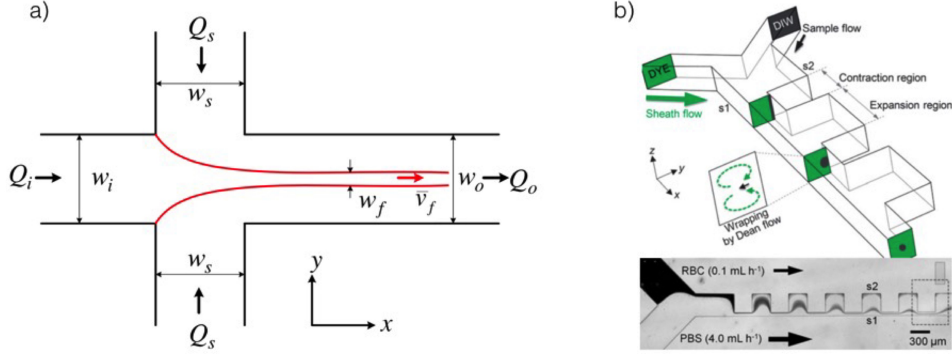 a)
Q_s
w_s
Q_i
w_i
w_f
v̄_f
w_o
Q_o
w_s
Q_s
y
x
b)
DIW
Sample flow
DYE
s2
Contraction region
s1
Expansion region
Sheath flow
z
y
x
Wrapping
by Dean flow
RBC (0.1 mL h⁻¹)
s2
s1
PBS (4.0 mL h⁻¹)
300 µm